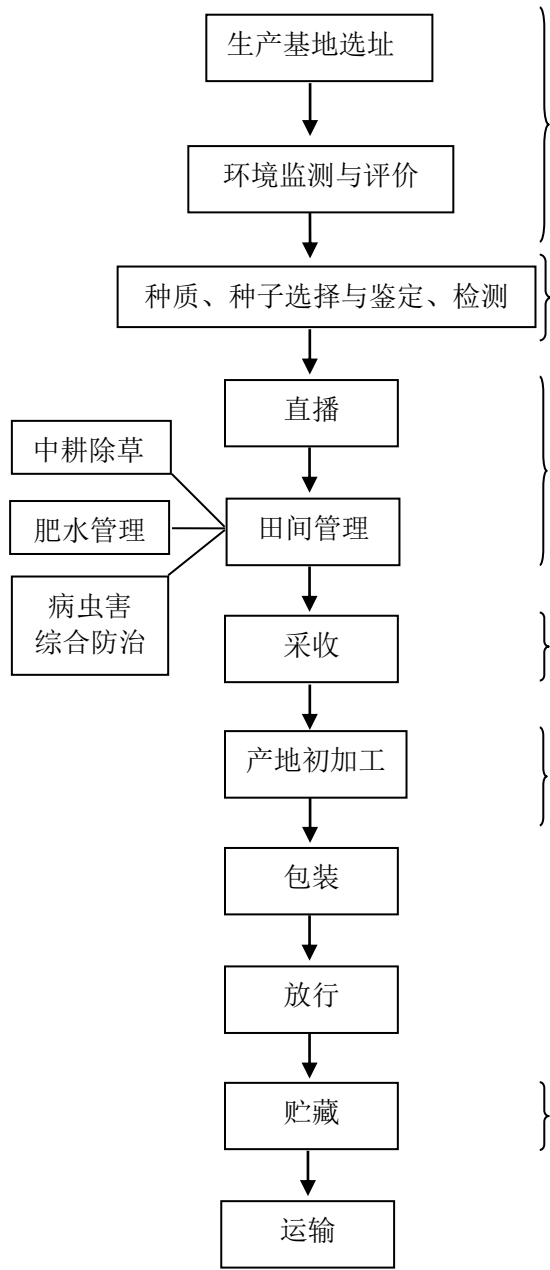 生产基地选址
环境监测与评价
种质、种子选择与鉴定、检测
直播
中耕除草
肥水管理
田间管理
病虫害
综合防治
采收
产地初加工
包装
放行
贮藏
运输